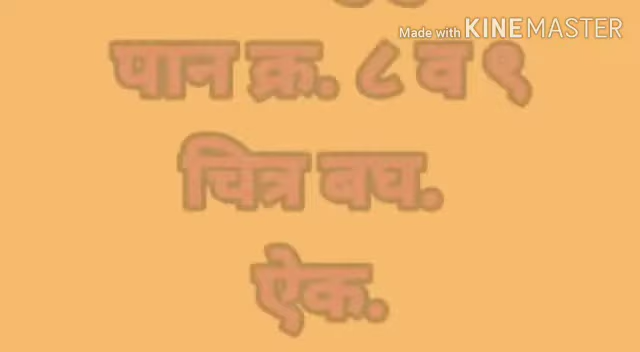 Made with KINEMASTER
पान क्र. ८ व ९
चित्र बघ.
ऐक.